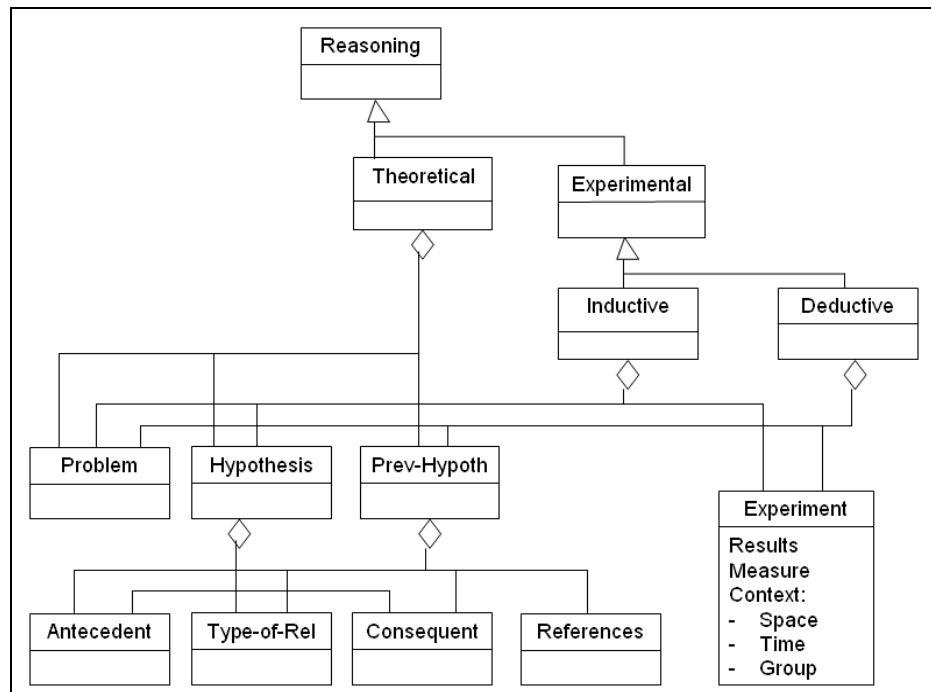 Reasoning
Theoretical
Experimental
Inductive
Deductive
Problem
Hypothesis
Prev-Hypoth
Experiment
Results
Measure
Context:
- Space
- Time
- Group
Antecedent
Type-of-Rel
Consequent
References